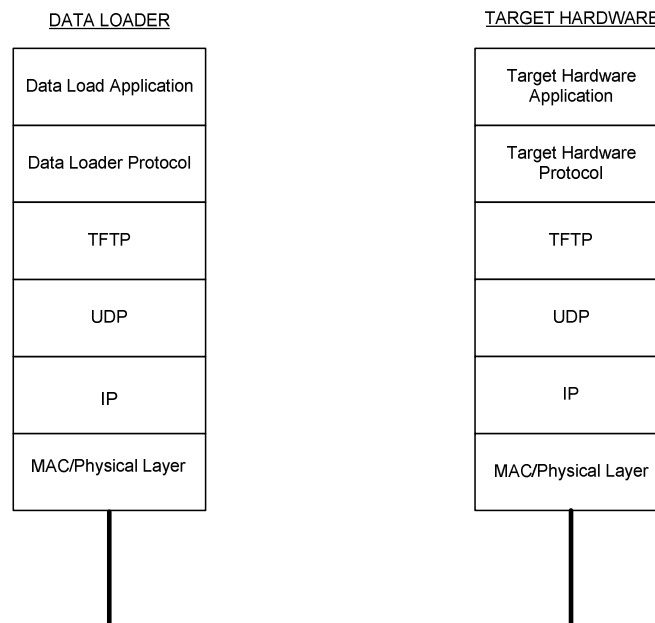 DATA LOADER
Data Load Application
Data Loader Protocol
TFTP
UDP
IP
MAC/Physical Layer
TARGET HARDWARE
Target Hardware
Application
Target Hardware
Protocol
TFTP
UDP
IP
MAC/Physical Layer